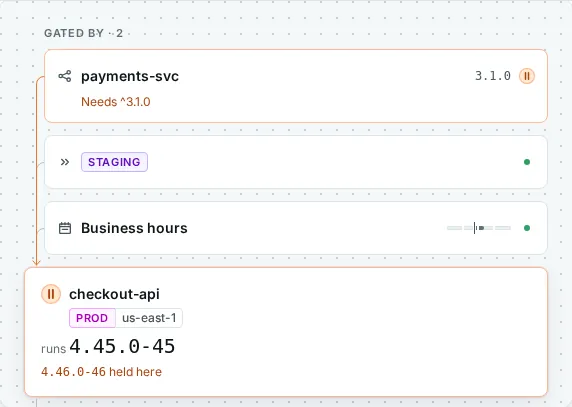 GATED BY · 2
payments-svc 3.1.0
Needs ^3.1.0
STAGING
Business hours
checkout-api
PROD us-east-1
runs 4.45.0-45
4.46.0-46 held here